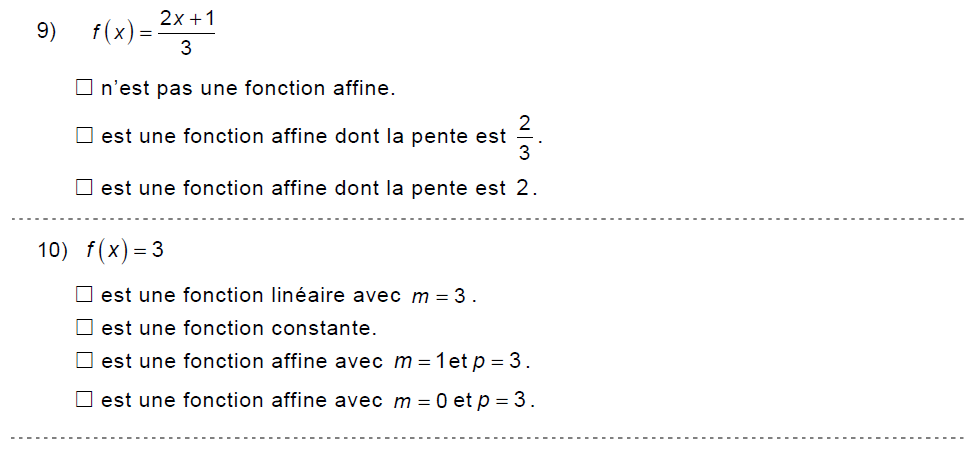 9) f(x) = (2x + 1)/3
☐ n'est pas une fonction affine.
☐ est une fonction affine dont la pente est 2/3.
☐ est une fonction affine dont la pente est 2.
10) f(x) = 3
☐ est une fonction linéaire avec m = 3.
☐ est une fonction constante.
☐ est une fonction affine avec m = 1 et p = 3.
☐ est une fonction affine avec m = 0 et p = 3.